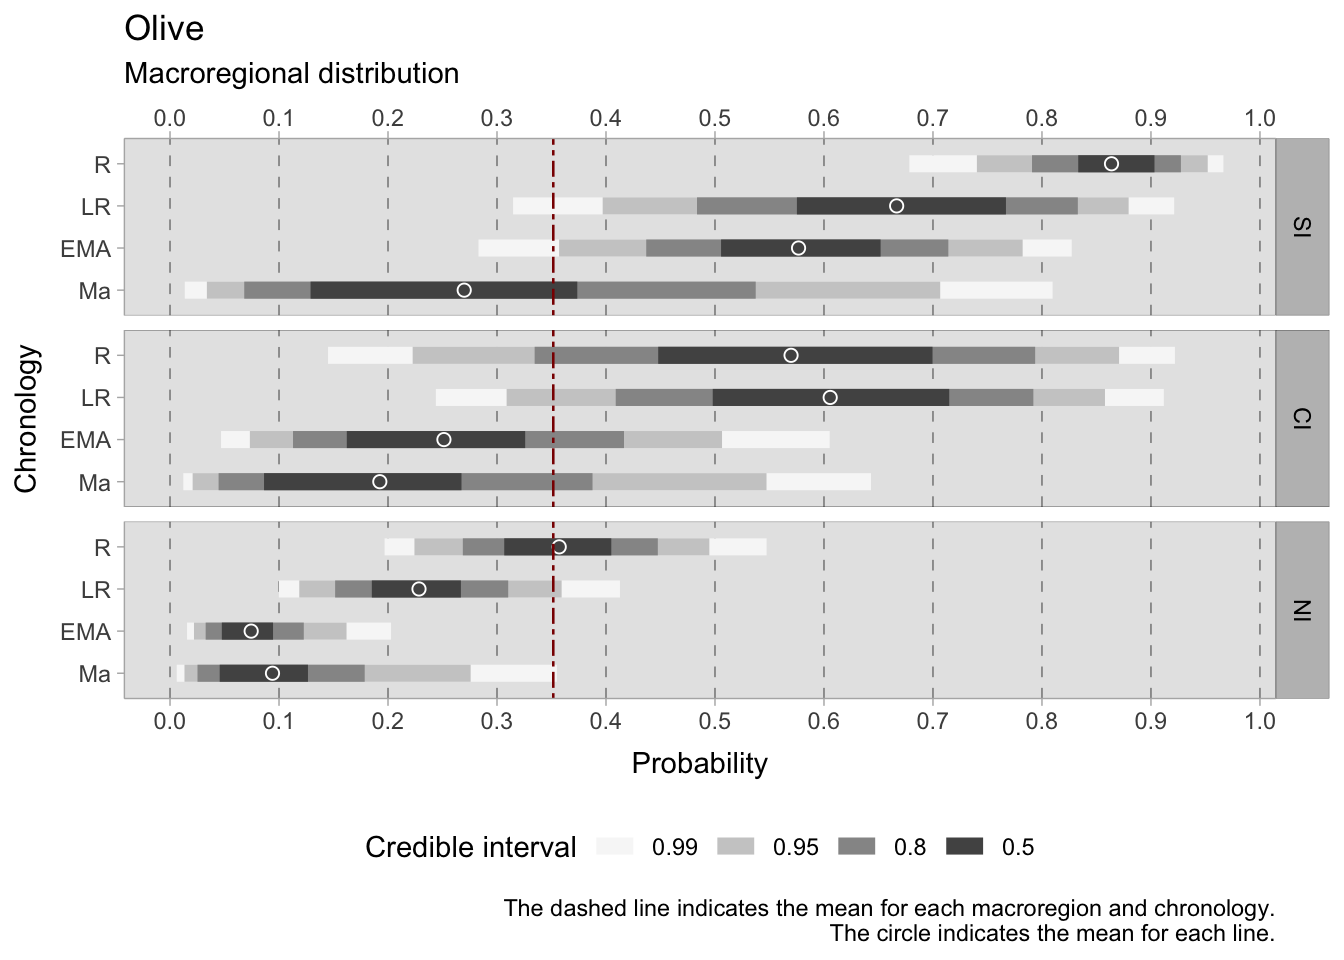 Olive
Macroregional distribution
0.0 0.1 0.2 0.3 0.4 0.5 0.6 0.7 0.8 0.9 1.0
Chronology
R
LR
EMA
Ma
SI
R
LR
EMA
Ma
CI
R
LR
EMA
Ma
NI
0.0 0.1 0.2 0.3 0.4 0.5 0.6 0.7 0.8 0.9 1.0
Probability
Credible interval 0.99 0.95 0.8 0.5
The dashed line indicates the mean for each macroregion and chronology.
The circle indicates the mean for each line.